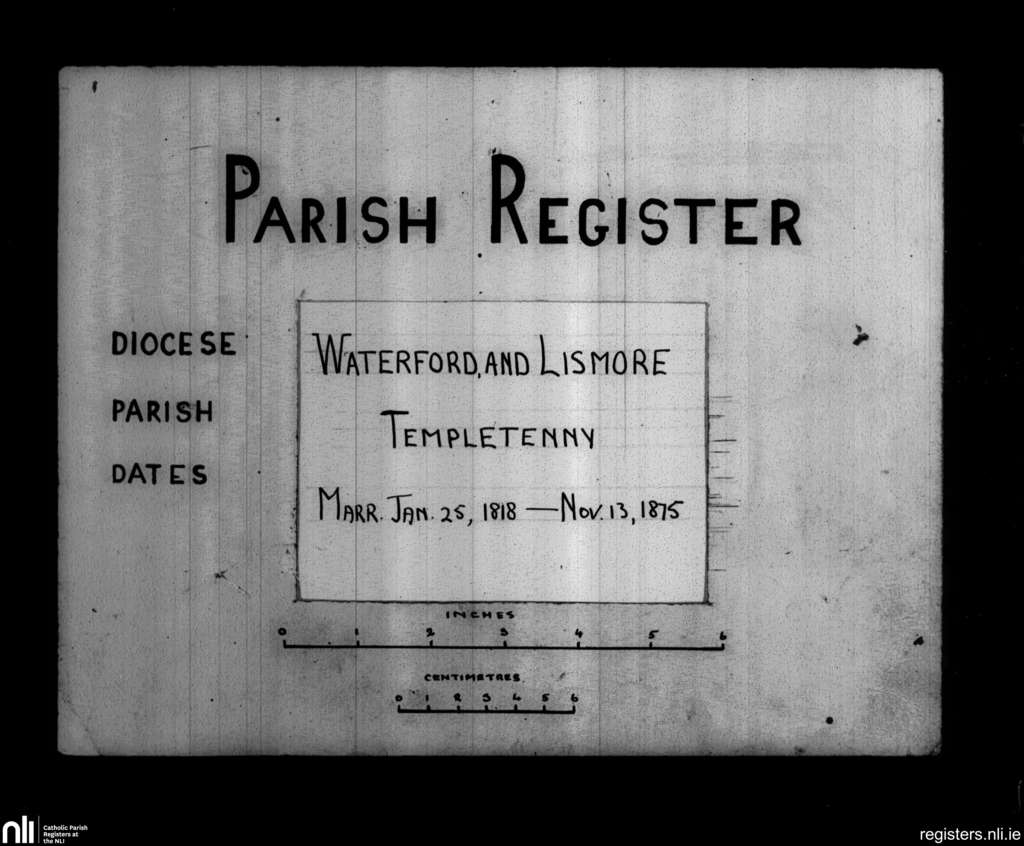 PARISH REGISTER
DIOCESE WATERFORD, AND LISMORE
PARISH TEMPLETENNY
DATES MARR. JAN. 25, 1818 — NOV. 13, 1875
INCHES
0 1 2 3 4 5 6
CENTIMETRES
0 1 2 3 4 5 6
nli Catholic Parish
Registers at
the NLI
registers.nli.ie